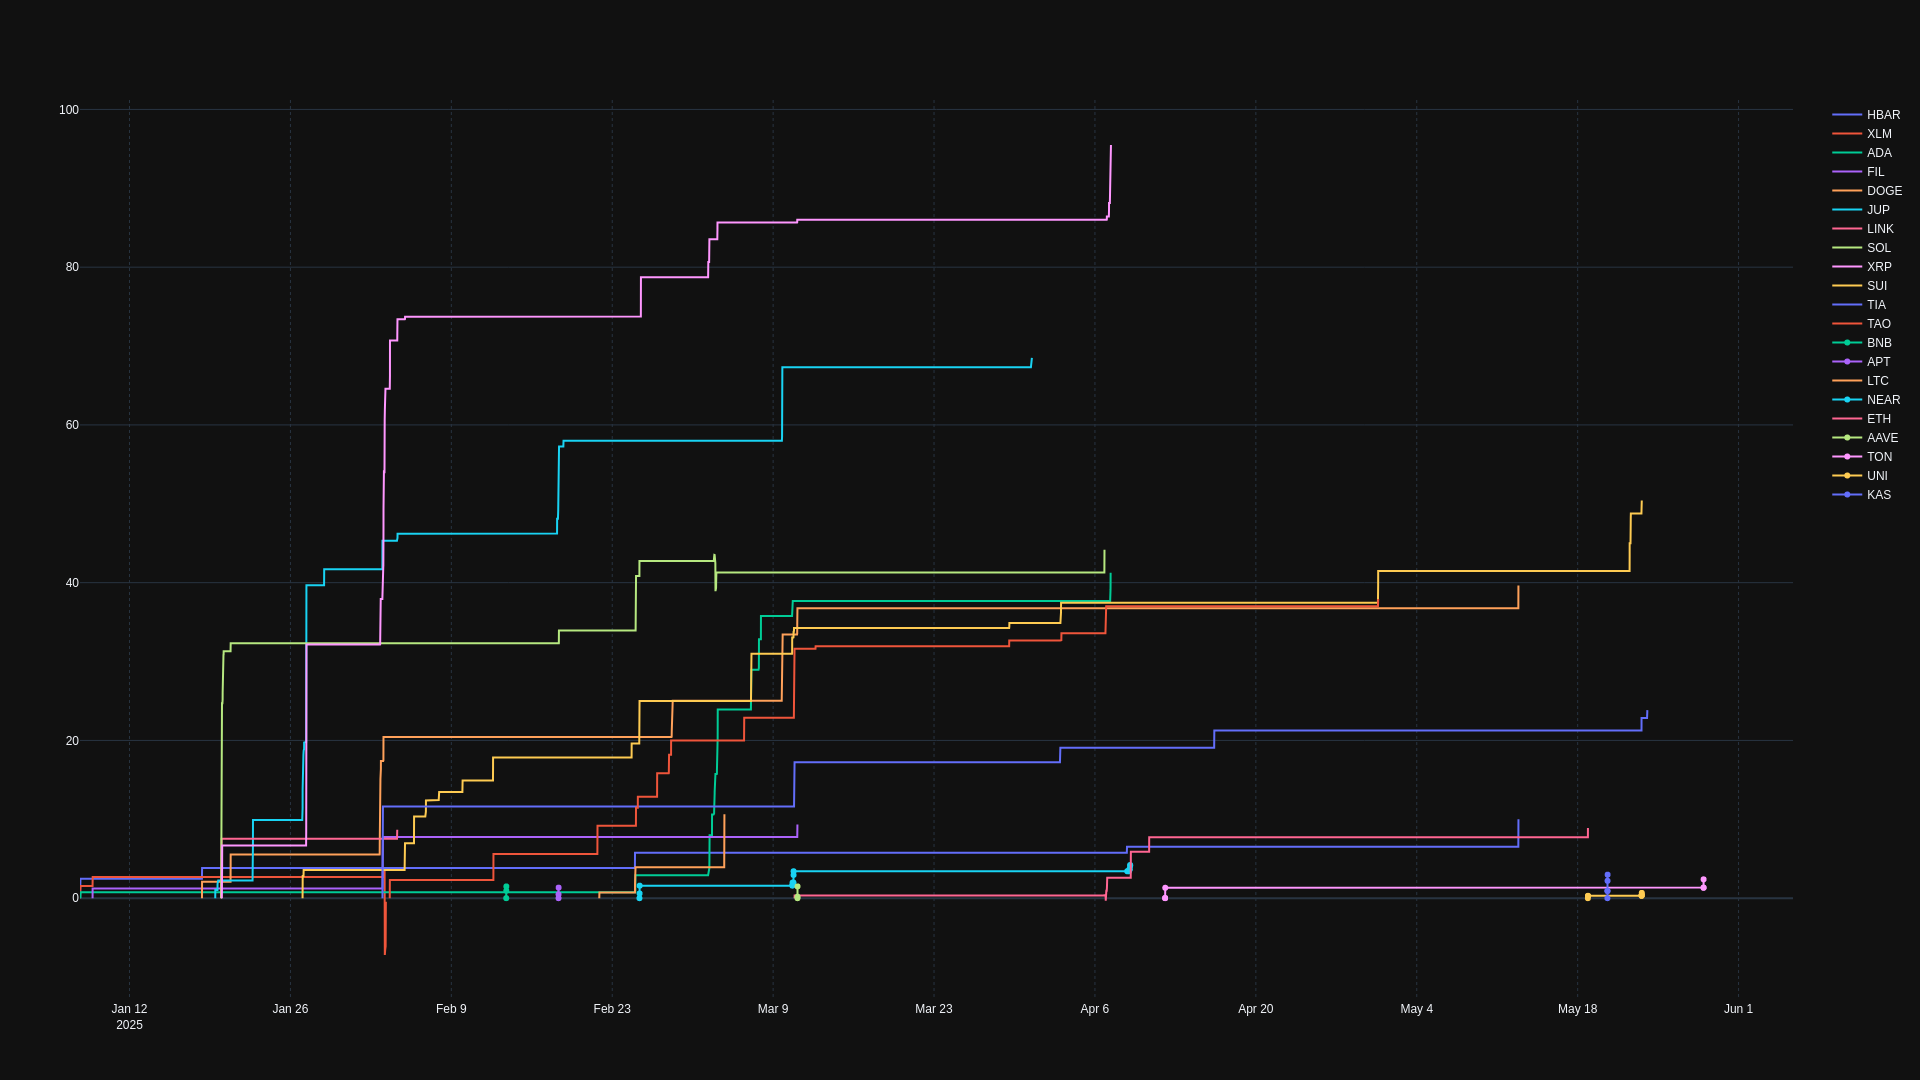 100
80
60
40
20
0
Jan 12
2025
Jan 26
Feb 9
Feb 23
Mar 9
Mar 23
Apr 6
Apr 20
May 4
May 18
Jun 1
HBAR
XLM
ADA
FIL
DOGE
JUP
LINK
SOL
XRP
SUI
TIA
TAO
BNB
APT
LTC
NEAR
ETH
AAVE
TON
UNI
KAS